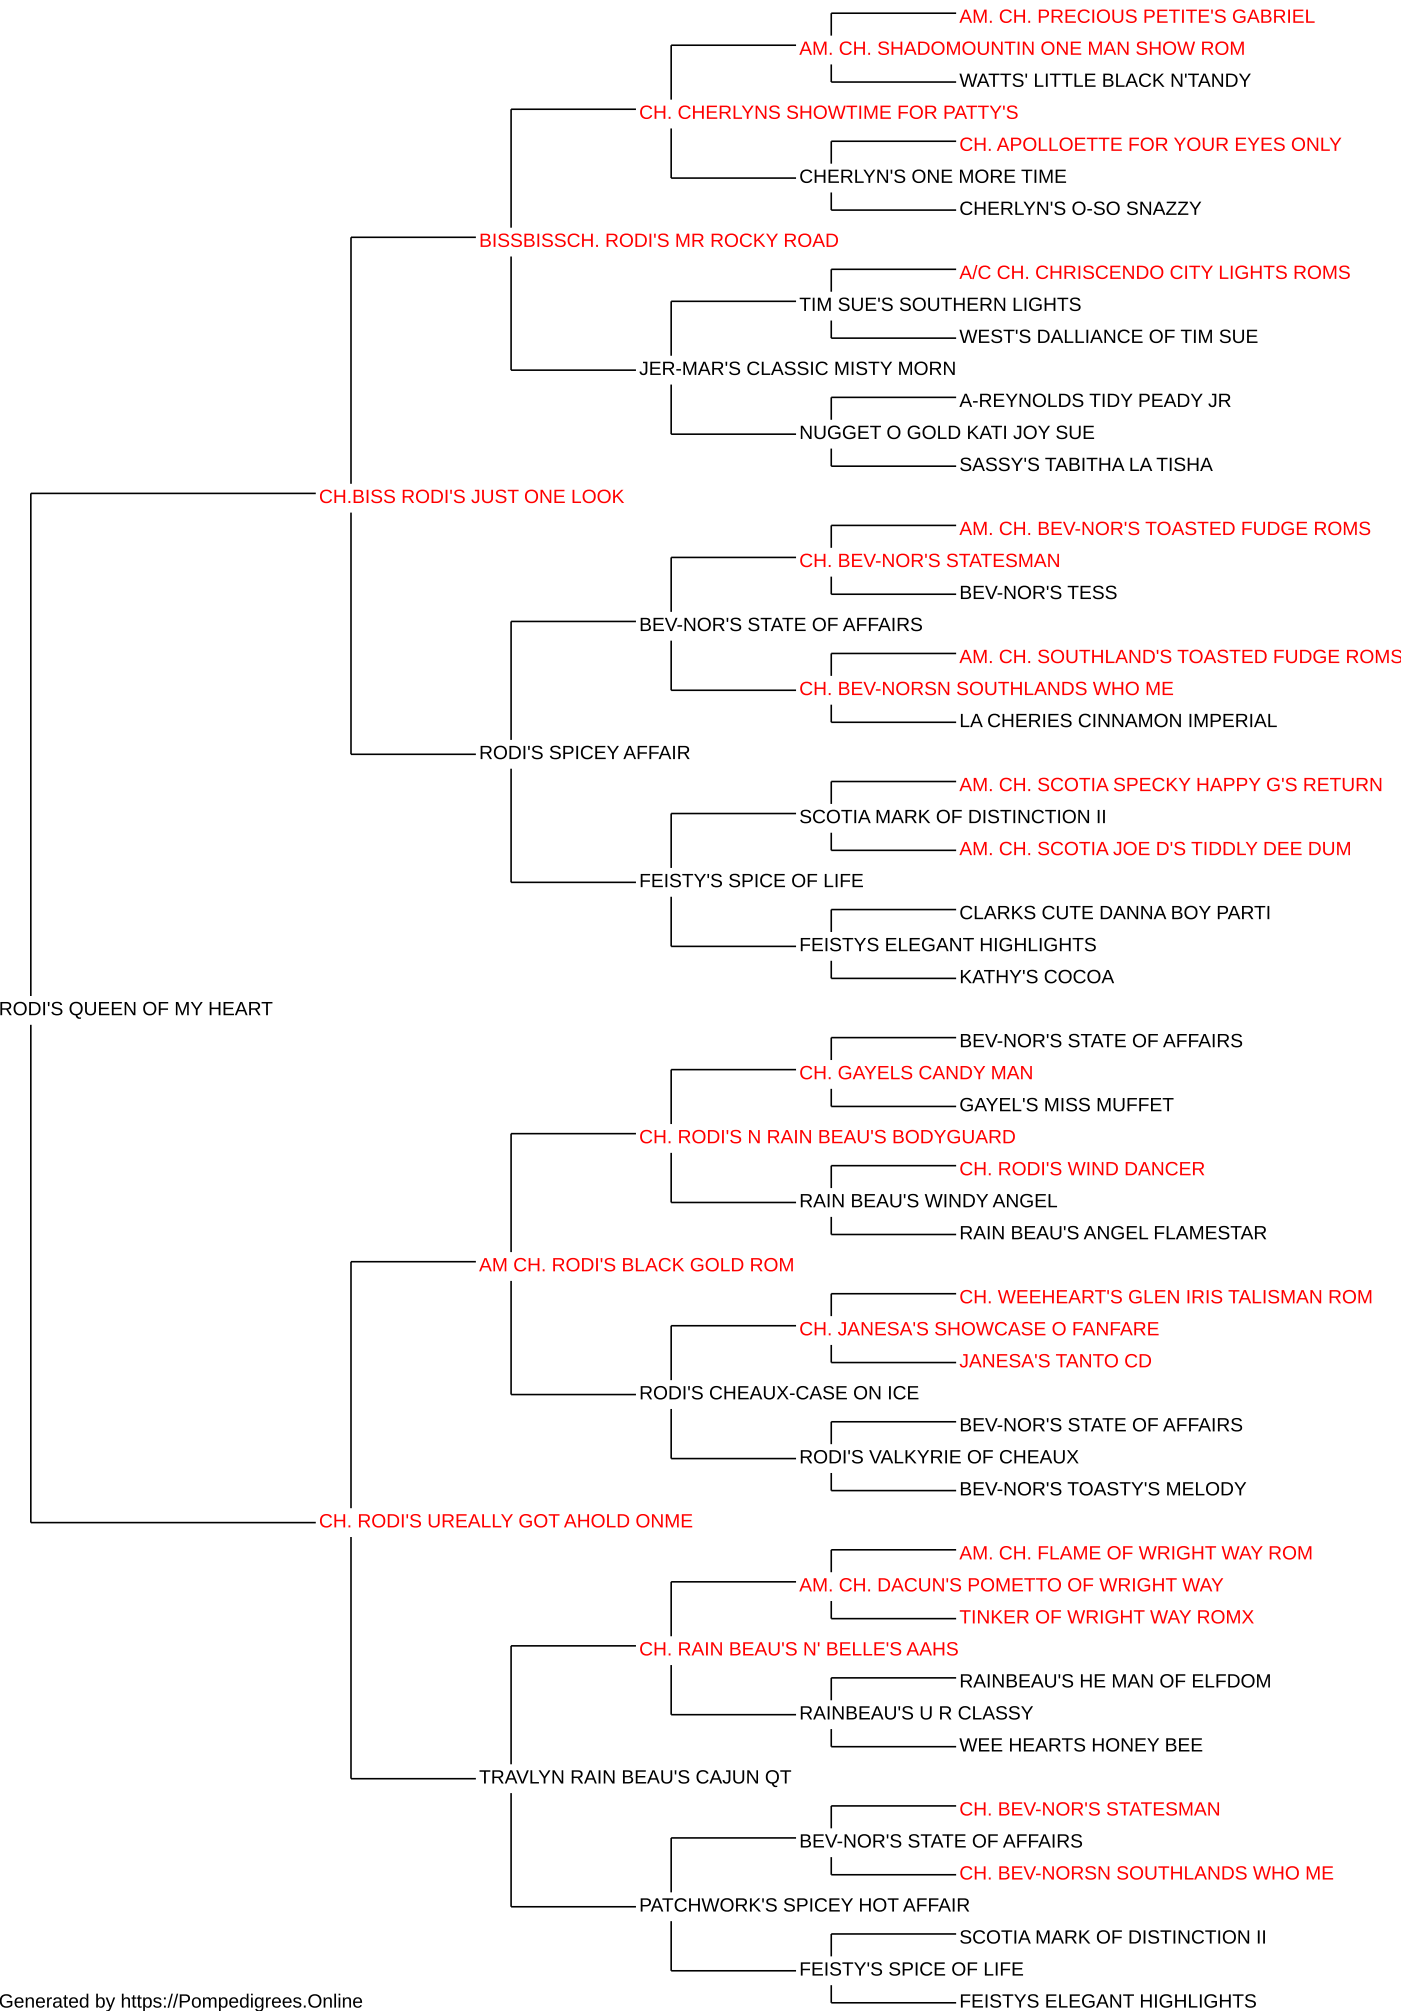 AM. CH. PRECIOUS PETITE'S GABRIEL
AM. CH. SHADOMOUNTIN ONE MAN SHOW ROM
WATTS' LITTLE BLACK N'TANDY
CH. CHERLYNS SHOWTIME FOR PATTY'S
CH. APOLLOETTE FOR YOUR EYES ONLY
CHERLYN'S ONE MORE TIME
CHERLYN'S O-SO SNAZZY
BISSBISSCH. RODI'S MR ROCKY ROAD
A/C CH. CHRISCENDO CITY LIGHTS ROMS
TIM SUE'S SOUTHERN LIGHTS
WEST'S DALLIANCE OF TIM SUE
JER-MAR'S CLASSIC MISTY MORN
A-REYNOLDS TIDY PEADY JR
NUGGET O GOLD KATI JOY SUE
SASSY'S TABITHA LA TISHA
CH.BISS RODI'S JUST ONE LOOK
AM. CH. BEV-NOR'S TOASTED FUDGE ROMS
CH. BEV-NOR'S STATESMAN
BEV-NOR'S TESS
BEV-NOR'S STATE OF AFFAIRS
AM. CH. SOUTHLAND'S TOASTED FUDGE ROMS
CH. BEV-NORSN SOUTHLANDS WHO ME
LA CHERIES CINNAMON IMPERIAL
RODI'S SPICEY AFFAIR
AM. CH. SCOTIA SPECKY HAPPY G'S RETURN
SCOTIA MARK OF DISTINCTION II
AM. CH. SCOTIA JOE D'S TIDDLY DEE DUM
FEISTY'S SPICE OF LIFE
CLARKS CUTE DANNA BOY PARTI
FEISTYS ELEGANT HIGHLIGHTS
KATHY'S COCOA
RODI'S QUEEN OF MY HEART
BEV-NOR'S STATE OF AFFAIRS
CH. GAYELS CANDY MAN
GAYEL'S MISS MUFFET
CH. RODI'S N RAIN BEAU'S BODYGUARD
CH. RODI'S WIND DANCER
RAIN BEAU'S WINDY ANGEL
RAIN BEAU'S ANGEL FLAMESTAR
AM CH. RODI'S BLACK GOLD ROM
CH. WEEHEART'S GLEN IRIS TALISMAN ROM
CH. JANESA'S SHOWCASE O FANFARE
JANESA'S TANTO CD
RODI'S CHEAUX-CASE ON ICE
BEV-NOR'S STATE OF AFFAIRS
RODI'S VALKYRIE OF CHEAUX
BEV-NOR'S TOASTY'S MELODY
CH. RODI'S UREALLY GOT AHOLD ONME
AM. CH. FLAME OF WRIGHT WAY ROM
AM. CH. DACUN'S POMETTO OF WRIGHT WAY
TINKER OF WRIGHT WAY ROMX
CH. RAIN BEAU'S N' BELLE'S AAHS
RAINBEAU'S HE MAN OF ELFDOM
RAINBEAU'S U R CLASSY
WEE HEARTS HONEY BEE
TRAVLYN RAIN BEAU'S CAJUN QT
CH. BEV-NOR'S STATESMAN
BEV-NOR'S STATE OF AFFAIRS
CH. BEV-NORSN SOUTHLANDS WHO ME
PATCHWORK'S SPICEY HOT AFFAIR
SCOTIA MARK OF DISTINCTION II
FEISTY'S SPICE OF LIFE
FEISTYS ELEGANT HIGHLIGHTS
Generated by https://Pompedigrees.Online